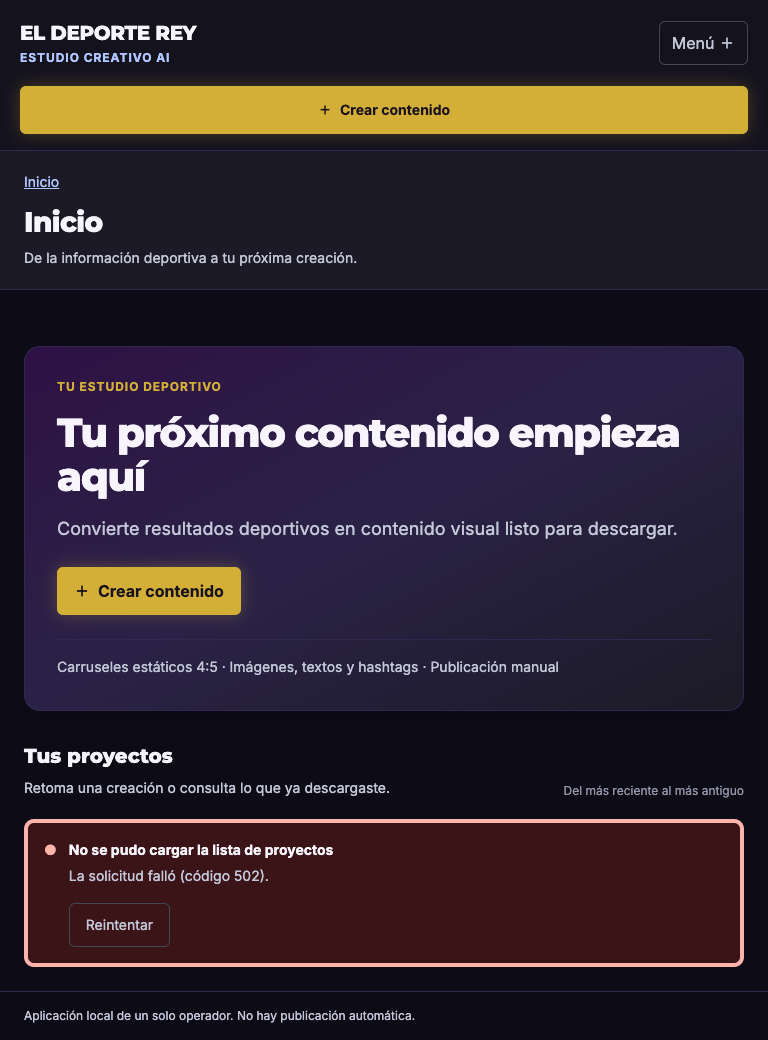 EL DEPORTE REY
ESTUDIO CREATIVO AI
Menú +
+ Crear contenido
Inicio
Inicio
De la información deportiva a tu próxima creación.
TU ESTUDIO DEPORTIVO
Tu próximo contenido empieza
aquí
Convierte resultados deportivos en contenido visual listo para descargar.
+ Crear contenido
Carruseles estáticos 4:5 · Imágenes, textos y hashtags · Publicación manual
Tus proyectos
Retoma una creación o consulta lo que ya descargaste.
Del más reciente al más antiguo
No se pudo cargar la lista de proyectos
La solicitud falló (código 502).
Reintentar
Aplicación local de un solo operador. No hay publicación automática.